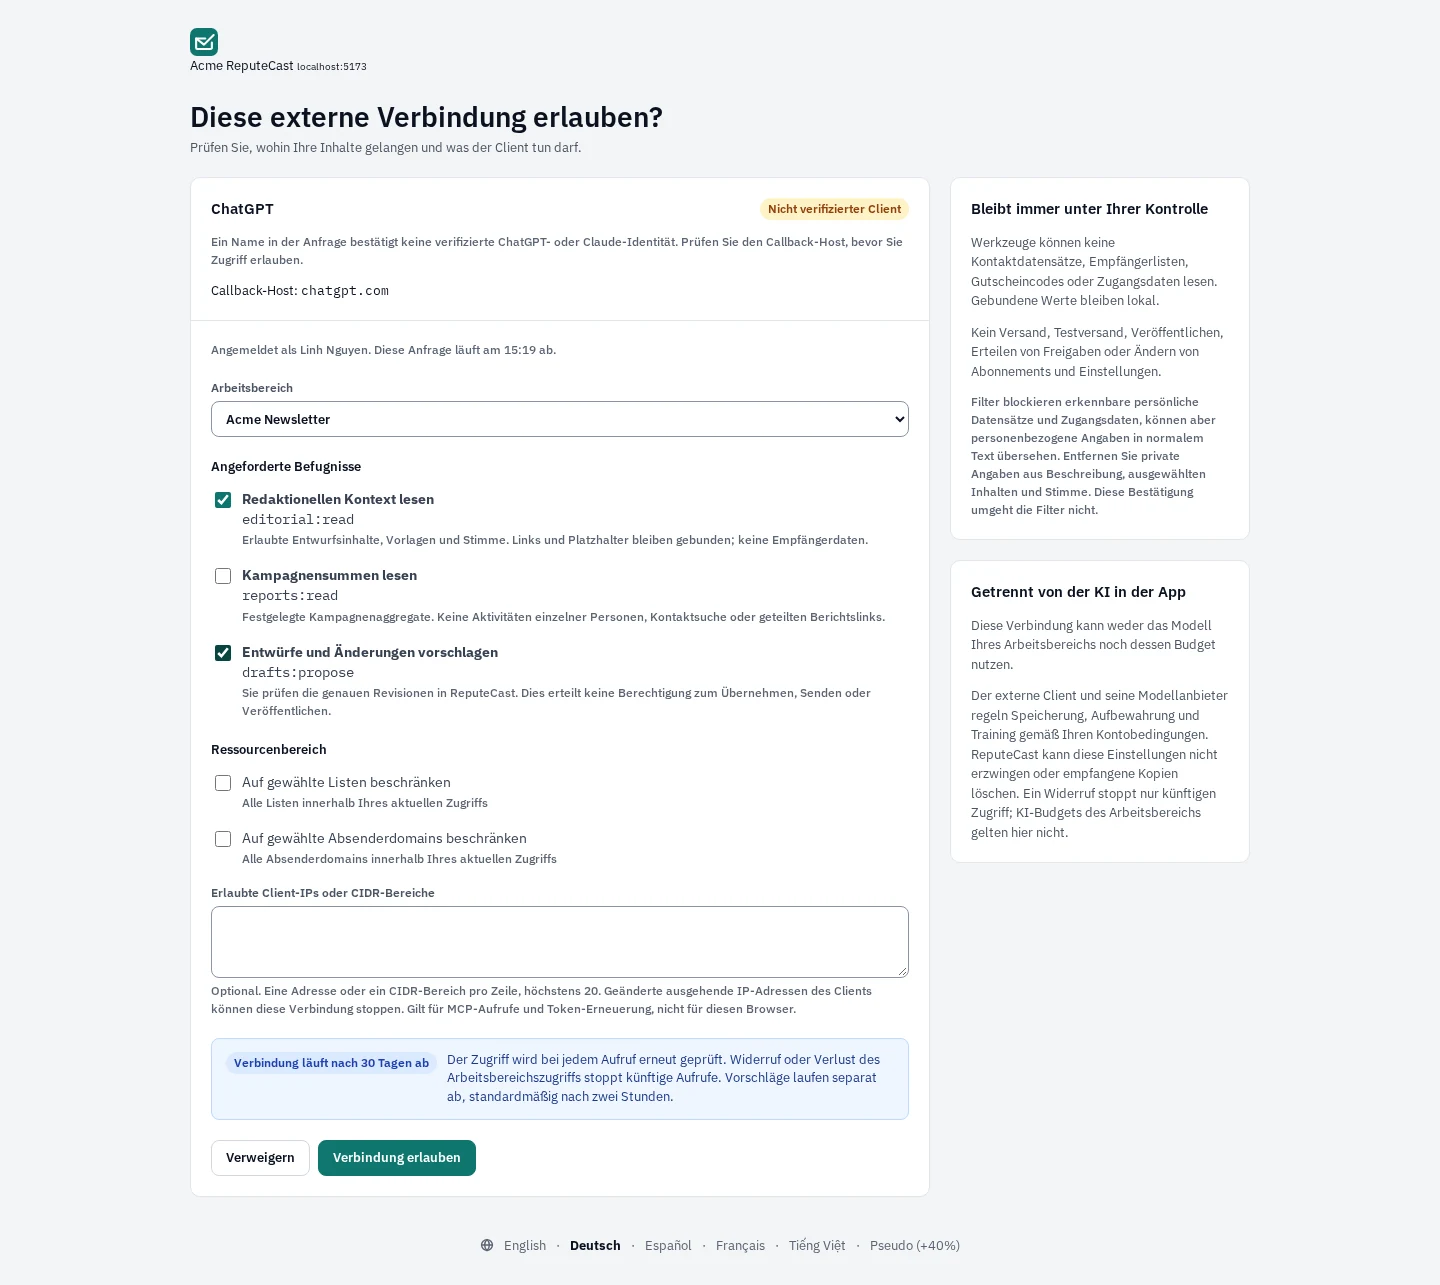 Acme ReputeCast localhost:5173
Diese externe Verbindung erlauben?
Prüfen Sie, wohin Ihre Inhalte gelangen und was der Client tun darf.
ChatGPT
Nicht verifizierter Client
Ein Name in der Anfrage bestätigt keine verifizierte ChatGPT- oder Claude-Identität. Prüfen Sie den Callback-Host, bevor Sie
Zugriff erlauben.
Callback-Host: chatgpt.com
Angemeldet als Linh Nguyen. Diese Anfrage läuft am 15:19 ab.
Arbeitsbereich
Acme Newsletter
Angeforderte Befugnisse
Redaktionellen Kontext lesen
editorial:read
Erlaubte Entwurfsinhalte, Vorlagen und Stimme. Links und Platzhalter bleiben gebunden; keine Empfängerdaten.
Kampagnensummen lesen
reports:read
Festgelegte Kampagnenaggregate. Keine Aktivitäten einzelner Personen, Kontaktsuche oder geteilten Berichtslinks.
Entwürfe und Änderungen vorschlagen
drafts:propose
Sie prüfen die genauen Revisionen in ReputeCast. Dies erteilt keine Berechtigung zum Übernehmen, Senden oder
Veröffentlichen.
Ressourcenbereich
Auf gewählte Listen beschränken
Alle Listen innerhalb Ihres aktuellen Zugriffs
Auf gewählte Absenderdomains beschränken
Alle Absenderdomains innerhalb Ihres aktuellen Zugriffs
Erlaubte Client-IPs oder CIDR-Bereiche
Optional. Eine Adresse oder ein CIDR-Bereich pro Zeile, höchstens 20. Geänderte ausgehende IP-Adressen des Clients
können diese Verbindung stoppen. Gilt für MCP-Aufrufe und Token-Erneuerung, nicht für diesen Browser.
Verbindung läuft nach 30 Tagen ab
Der Zugriff wird bei jedem Aufruf erneut geprüft. Widerruf oder Verlust des
Arbeitsbereichszugriffs stoppt künftige Aufrufe. Vorschläge laufen separat
ab, standardmäßig nach zwei Stunden.
Verweigern
Verbindung erlauben
Bleibt immer unter Ihrer Kontrolle
Werkzeuge können keine
Kontaktdatensätze, Empfängerlisten,
Gutscheincodes oder Zugangsdaten lesen.
Gebundene Werte bleiben lokal.
Kein Versand, Testversand, Veröffentlichen,
Erteilen von Freigaben oder Ändern von
Abonnements und Einstellungen.
Filter blockieren erkennbare persönliche
Datensätze und Zugangsdaten, können aber
personenbezogene Angaben in normalem
Text übersehen. Entfernen Sie private
Angaben aus Beschreibung, ausgewählten
Inhalten und Stimme. Diese Bestätigung
umgeht die Filter nicht.
Getrennt von der KI in der App
Diese Verbindung kann weder das Modell
Ihres Arbeitsbereichs noch dessen Budget
nutzen.
Der externe Client und seine Modellanbieter
regeln Speicherung, Aufbewahrung und
Training gemäß Ihren Kontobedingungen.
ReputeCast kann diese Einstellungen nicht
erzwingen oder empfangene Kopien
löschen. Ein Widerruf stoppt nur künftigen
Zugriff; KI-Budgets des Arbeitsbereichs
gelten hier nicht.
English · Deutsch · Español · Français · Tiếng Việt · Pseudo (+40%)